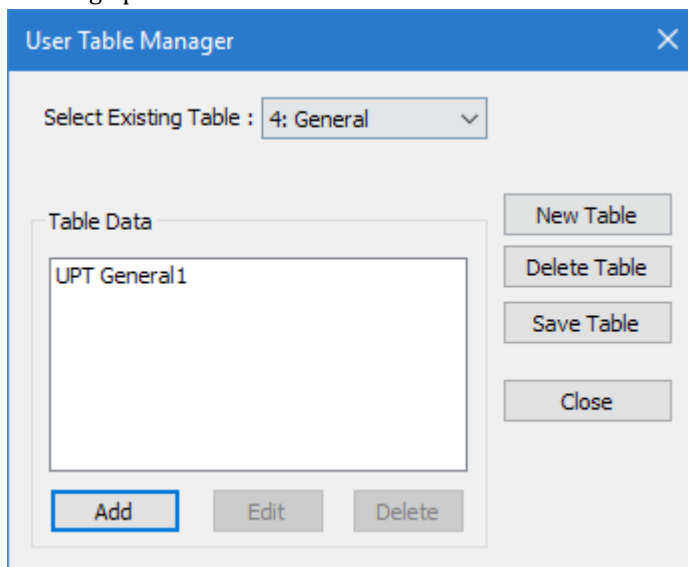 User Table Manager
Select Existing Table : 4: General
Table Data
UPT General1
New Table
Delete Table
Save Table
Close
Add Edit Delete